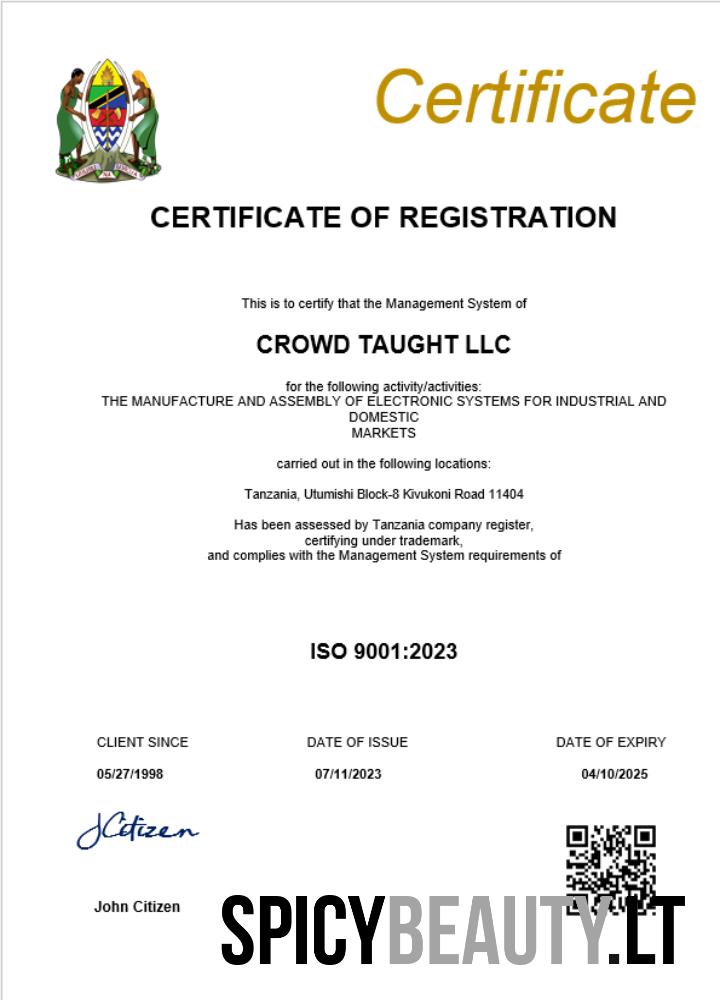 Certificate
CERTIFICATE OF REGISTRATION
This is to certify that the Management System of
CROWD TAUGHT LLC
for the following activity/activities:
THE MANUFACTURE AND ASSEMBLY OF ELECTRONIC SYSTEMS FOR INDUSTRIAL AND
DOMESTIC
MARKETS
carried out in the following locations:
Tanzania, Utumishi Block-8 Kivukoni Road 11404
Has been assessed by Tanzania company register,
certifying under trademark,
and complies with the Management System requirements of
ISO 9001:2023
CLIENT SINCE DATE OF ISSUE DATE OF EXPIRY
05/27/1998 07/11/2023 04/10/2025
JCitizen
John Citizen
SPICYBEAUTY.LT